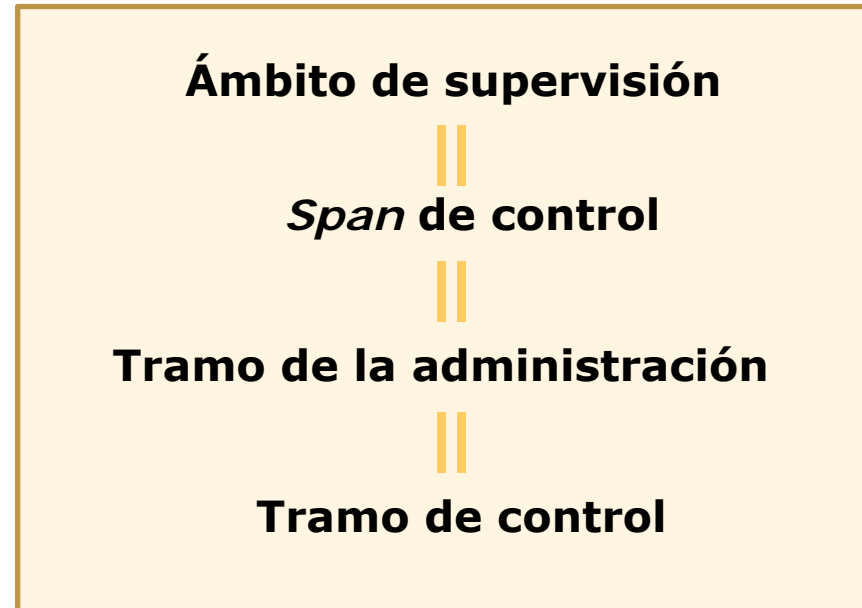 Ámbito de supervisión
Span de control
Tramo de la administración
Tramo de control